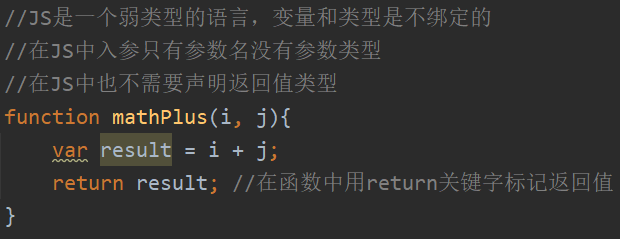 //JS是一个弱类型的语言，变量和类型是不绑定的
//在JS中入参只有参数名没有参数类型
//在JS中也不需要声明返回值类型
function mathPlus(i, j){
    var result = i + j;
    return result; //在函数中用return关键字标记返回值
}